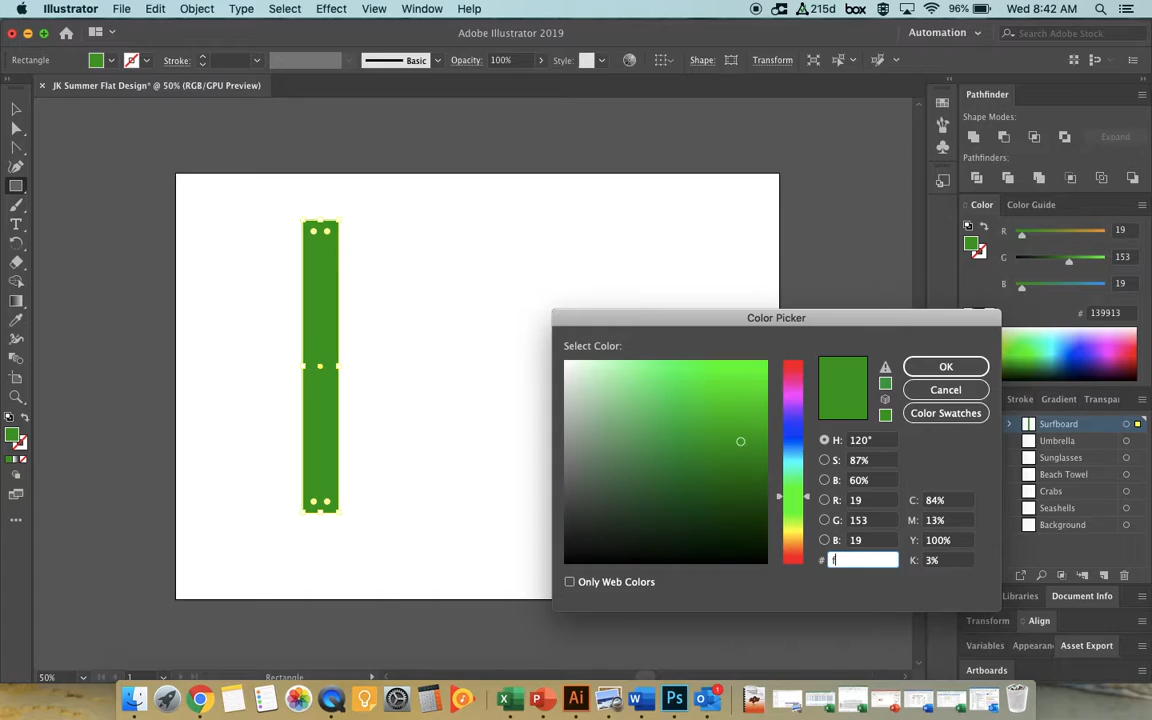 Illustrator File Edit Object Type Select Effect View Window Help 215d box 96% Wed 8:42 AM
Adobe Illustrator 2019 Automation Search Adobe Stock
Rectangle Stroke: Basic Opacity: 100% Style: Shape: Transform
× JK Summer Flat Design* @ 50% (RGB/GPU Preview)
Pathfinder
Shape Modes:
Expand
Pathfinders:
Color Color Guide
R 19
G 153
B 19
# 139913
Color Picker
Select Color:
OK
Cancel
Color Swatches
H: 120°
S: 87%
B: 60%
R: 19 C: 84%
G: 153 M: 13%
B: 19 Y: 100%
# f K: 3%
Only Web Colors
Stroke Gradient Transpar
Surfboard
Umbrella
Sunglasses
Beach Towel
Crabs
Seashells
Background
Libraries Document Info
Transform Align
Variables Appearanc Asset Export
Artboards
50% 1 Rectangle